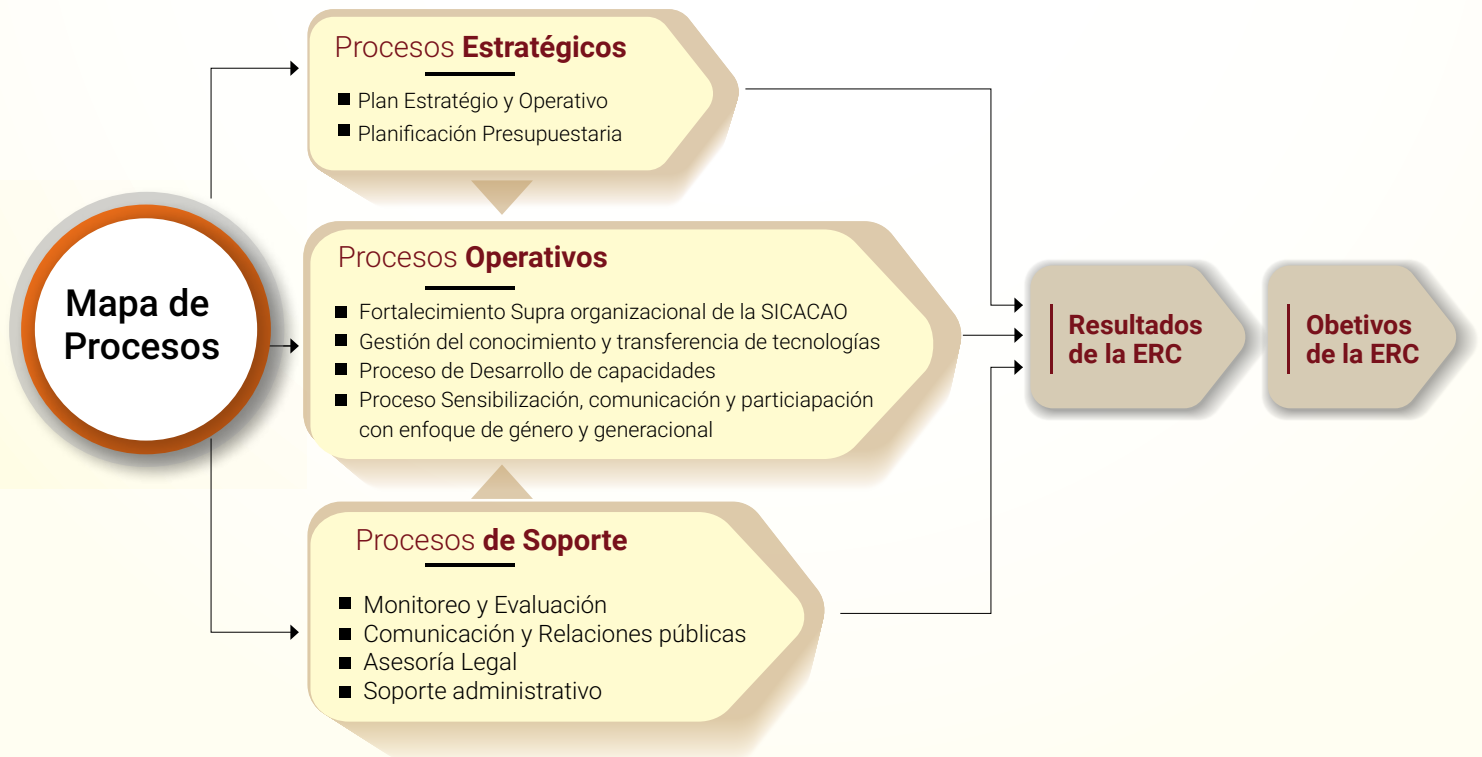 Mapa de
Procesos
Procesos Estratégicos
Plan Estratégio y Operativo
Planificación Presupuestaria
Procesos Operativos
Fortalecimiento Supra organizacional de la SICACAO
Gestión del conocimiento y transferencia de tecnologías
Proceso de Desarrollo de capacidades
Proceso Sensibilización, comunicación y particiapación
con enfoque de género y generacional
Procesos de Soporte
Monitoreo y Evaluación
Comunicación y Relaciones públicas
Asesoría Legal
Soporte administrativo
Resultados
de la ERC
Obetivos
de la ERC